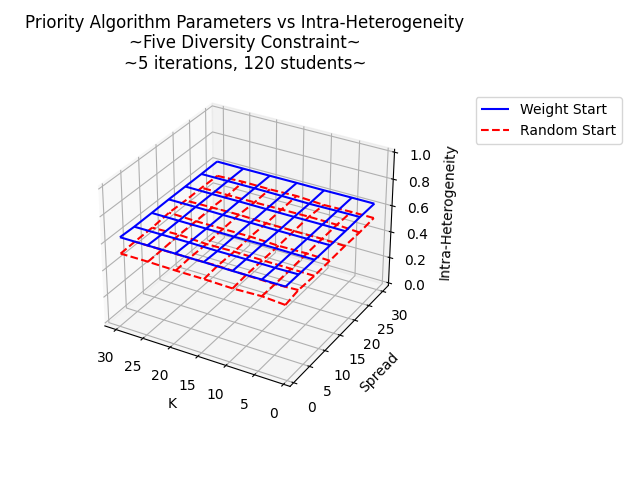 Priority Algorithm Parameters vs Intra-Heterogeneity
~Five Diversity Constraint~
~5 iterations, 120 students~
Weight Start
Random Start
1.0
0.8
0.6
0.4
0.2
0.0
Intra-Heterogeneity
30
25
20
15
10
5
0
K
0
5
10
15
20
25
30
Spread